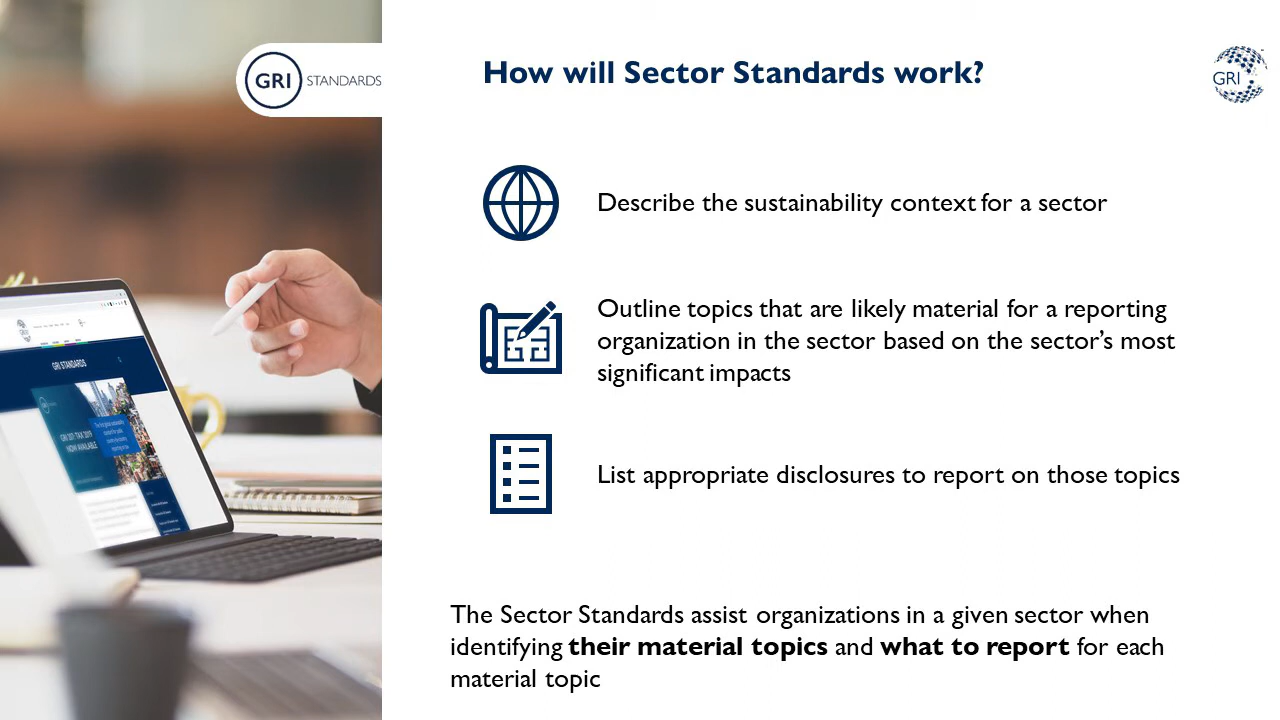 GRI STANDARDS
How will Sector Standards work?
GRI
Describe the sustainability context for a sector
Outline topics that are likely material for a reporting
organization in the sector based on the sector’s most
significant impacts
List appropriate disclosures to report on those topics
GRI STANDARDS
The Sector Standards assist organizations in a given sector when
identifying their material topics and what to report for each
material topic